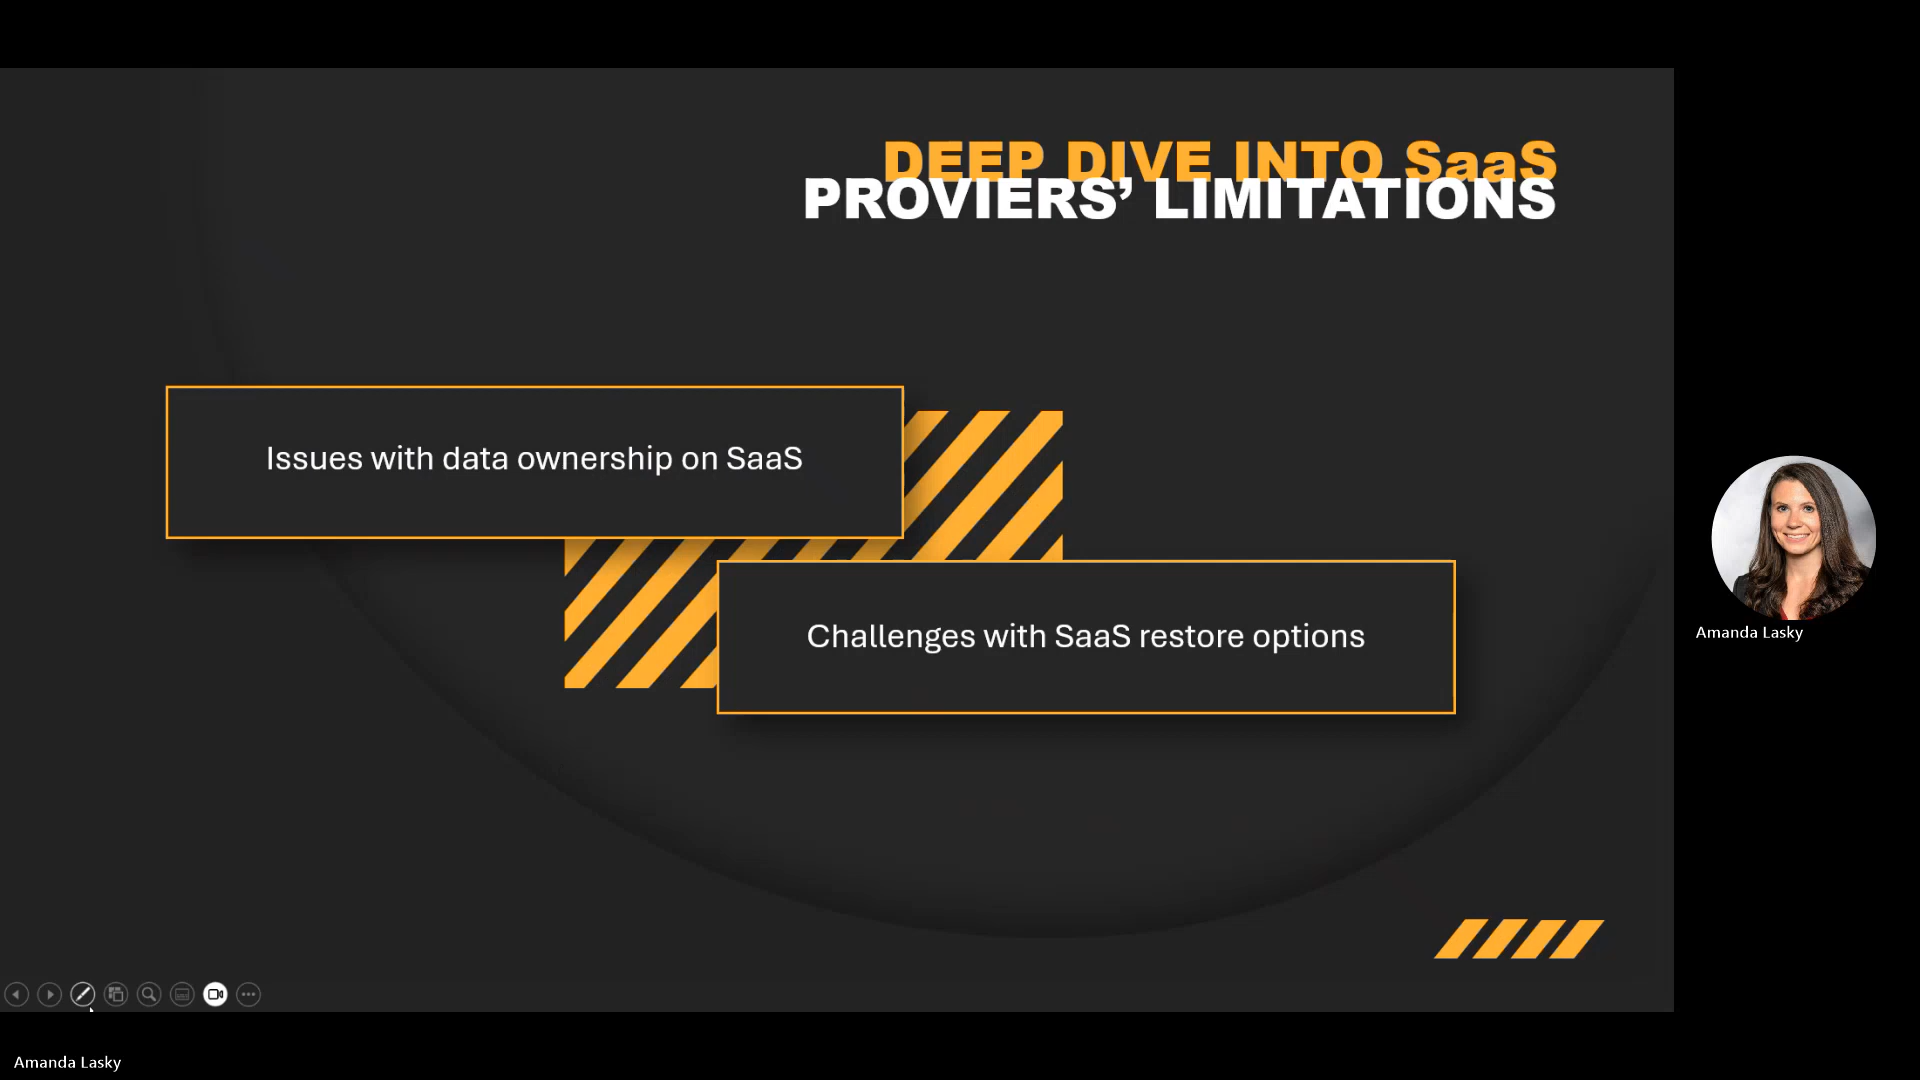 DEEP DIVE INTO SaaS
PROVIERS’ LIMITATIONS
Issues with data ownership on SaaS
Challenges with SaaS restore options
Amanda Lasky
Amanda Lasky